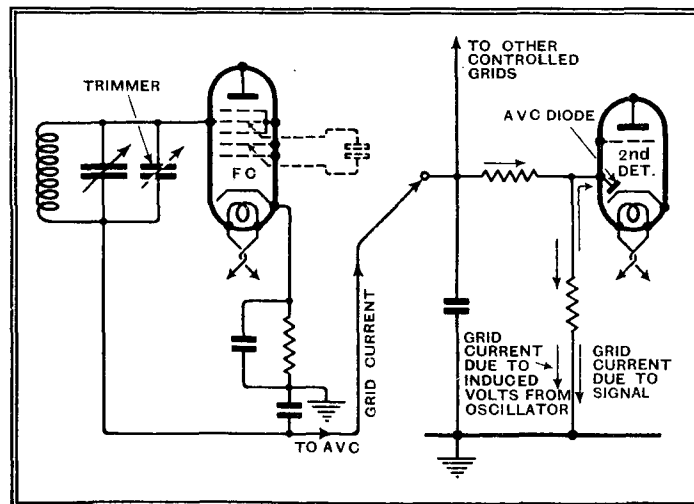 TRIMMER
FC
GRID CURRENT
TO AVC
TO OTHER
CONTROLLED
GRIDS
AVC DIODE
2nd
DET.
GRID
CURRENT
DUE TO
INDUCED
VOLTS FROM
OSCILLATOR
GRID
CURRENT
DUE TO
SIGNAL